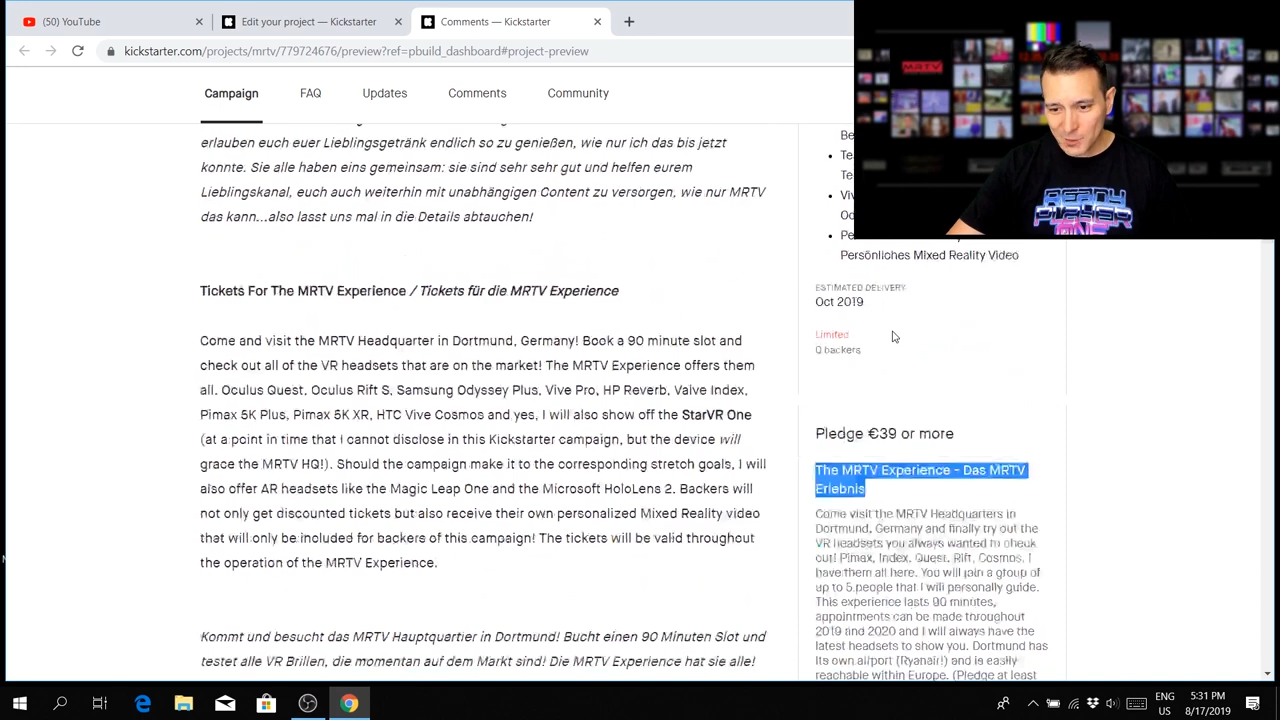 (50) YouTube
Edit your project — Kickstarter
Comments — Kickstarter
kickstarter.com/projects/mrtv/779724676/preview?ref=pbuild_dashboard#project-preview
MRTV
READY
PLAYER
ONE
Campaign
FAQ
Updates
Comments
Community
erlauben euch euer Lieblingsgetränk endlich so zu genießen, wie nur ich das bis jetzt
konnte. Sie alle haben eins gemeinsam: sie sind sehr sehr gut und helfen eurem
Lieblingskanal, euch auch weiterhin mit unabhängigen Content zu versorgen, wie nur MRTV
das kann...also lasst uns mal in die Details abtauchen!
Tickets For The MRTV Experience / Tickets für die MRTV Experience
Come and visit the MRTV Headquarter in Dortmund, Germany! Book a 90 minute slot and
check out all of the VR headsets that are on the market! The MRTV Experience offers them
all. Oculus Quest, Oculus Rift S, Samsung Odyssey Plus, Vive Pro, HP Reverb, Valve Index,
Pimax 5K Plus, Pimax 5K XR, HTC Vive Cosmos and yes, I will also show off the StarVR One
(at a point in time that I cannot disclose in this Kickstarter campaign, but the device will
grace the MRTV HQ!). Should the campaign make it to the corresponding stretch goals, I will
also offer AR headsets like the Magic Leap One and the Microsoft HoloLens 2. Backers will
not only get discounted tickets but also receive their own personalized Mixed Reality video
that will only be included for backers of this campaign! The tickets will be valid throughout
the operation of the MRTV Experience.
Kommt und besucht das MRTV Hauptquartier in Dortmund! Bucht einen 90 Minuten Slot und
testet alle VR Brillen, die momentan auf dem Markt sind! Die MRTV Experience hat sie alle!
Persönliches Mixed Reality Video
ESTIMATED DELIVERY
Oct 2019
Limited
0 backers
Pledge €39 or more
The MRTV Experience - Das MRTV
Erlebnis
Come visit the MRTV Headquarters in
Dortmund, Germany and finally try out the
VR headsets you always wanted to check
out! Pimax, Index, Quest, Rift, Cosmos, I
have them all here. You will join a group of
up to 5 people that I will personally guide.
This experience lasts 90 minutes,
appointments can be made throughout
2019 and 2020 and I will always have the
latest headsets to show you. Dortmund has
its own airport (Ryanair!) and is easily
reachable within Europe. (Pledge at least
ENG
US
5:31 PM
8/17/2019